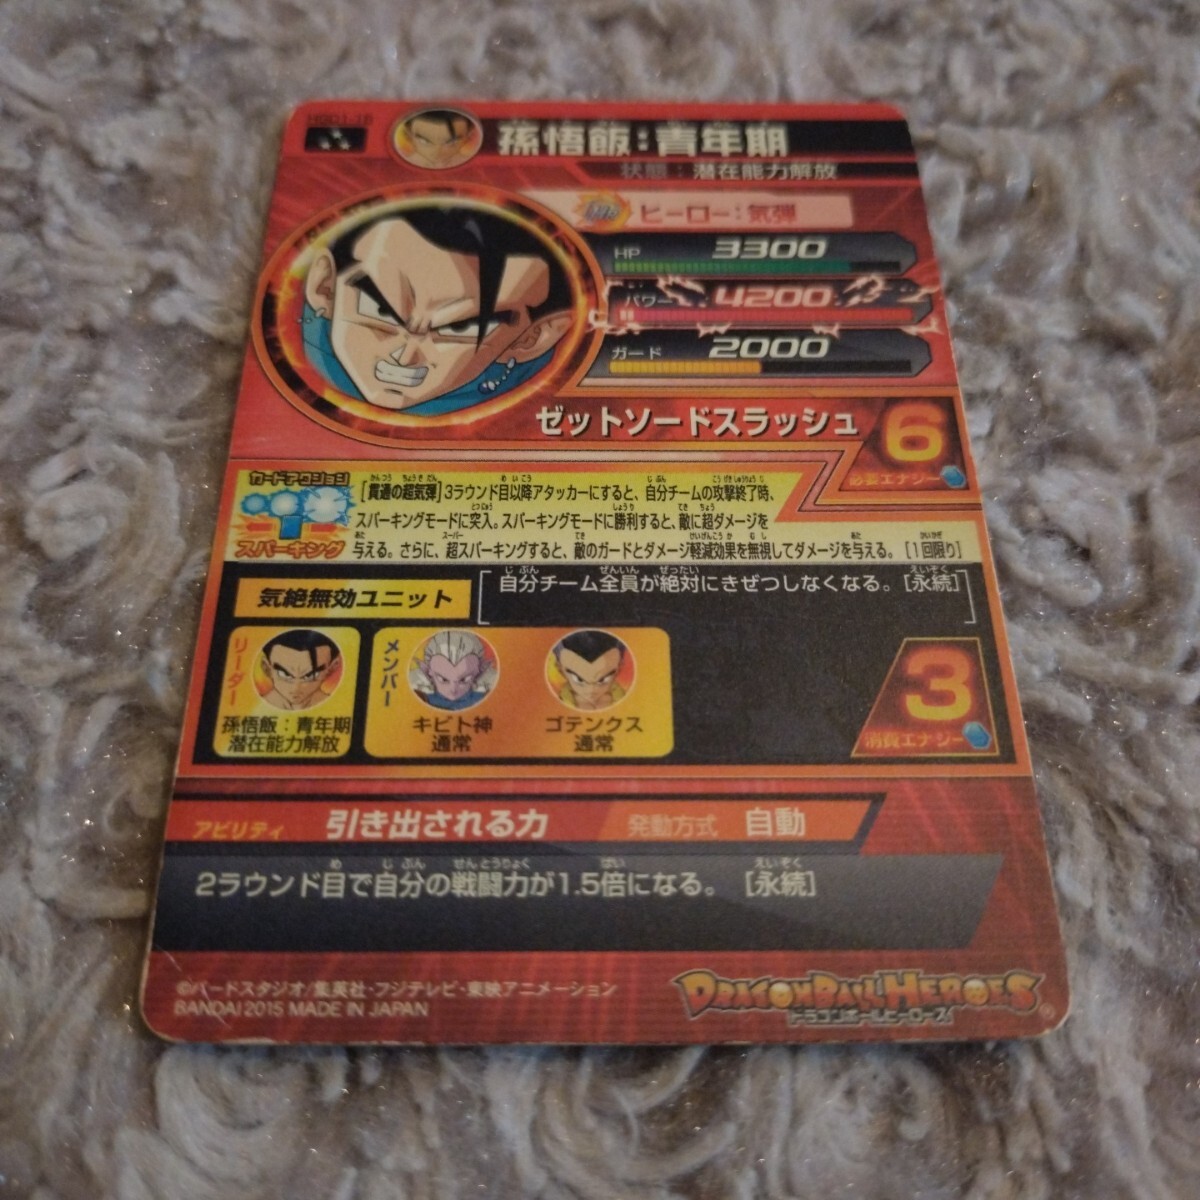 HGD1-18
孫悟飯:青年期
状態:潜在能力解放
ヒーロー:気弾
HP 3300
パワー 4200
ガード 2000
ゼットソードスラッシュ
6
必要エナジー
カードアクション
スパーキング
[貫通の超気弾]3ラウンド目以降アタッカーにすると、自分チームの攻撃終了時、
スパーキングモードに突入。スパーキングモードに勝利すると、敵に超ダメージを
与える。さらに、超スパーキングすると、敵のガードとダメージ軽減効果を無視してダメージを与える。[1回限り]
気絶無効ユニット
自分チーム全員が絶対にきぜつしなくなる。[永続]
リーダー
孫悟飯:青年期
潜在能力解放
メンバー
キビト神
通常
ゴテンクス
通常
3
消費エナジー
アビリティ 引き出される力 発動方式 自動
2ラウンド目で自分の戦闘力が1.5倍になる。[永続]
©バードスタジオ/集英社・フジテレビ・東映アニメーション
BANDAI 2015 MADE IN JAPAN
DRAGONBALL HEROES
ドラゴンボールヒーローズ